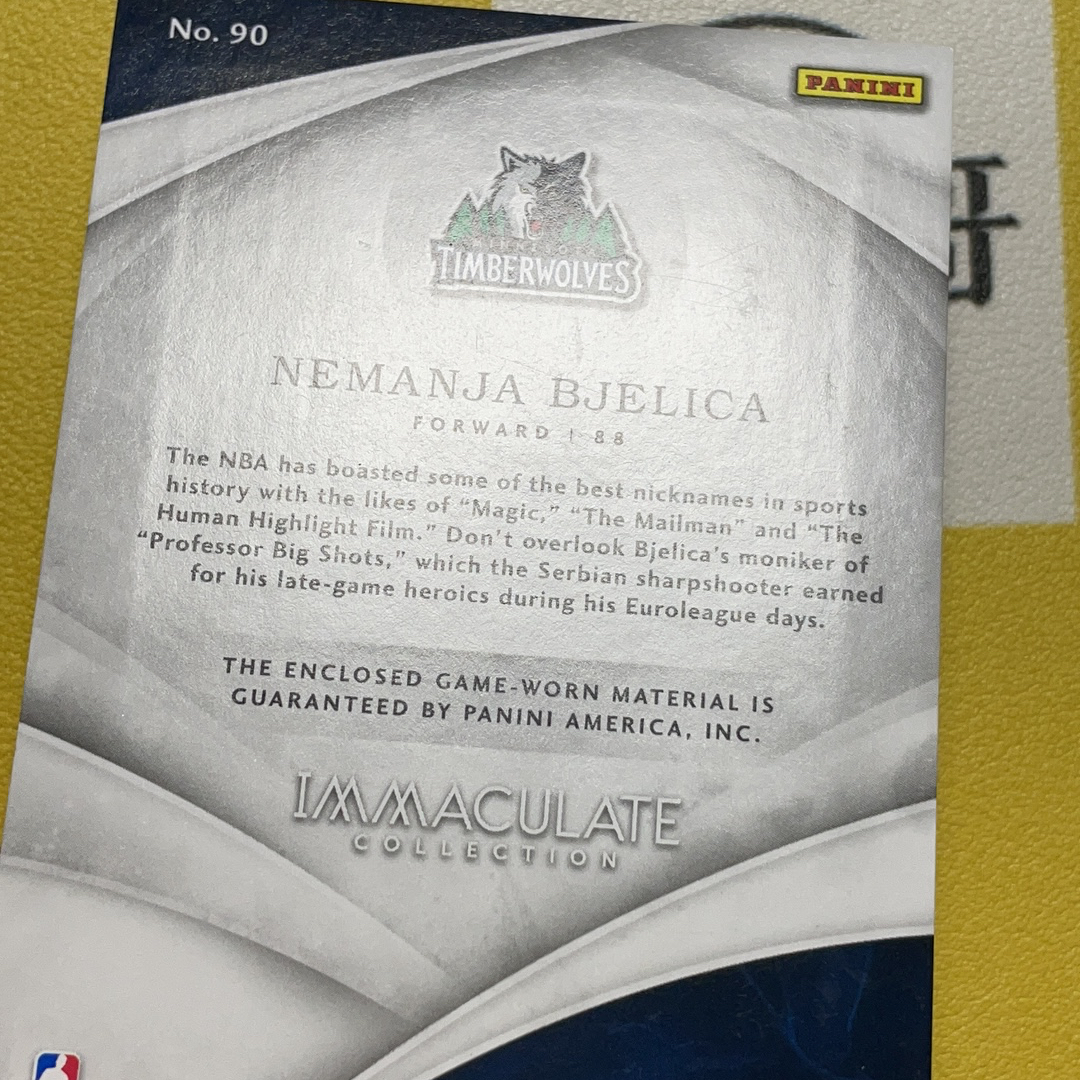 No. 90
PANINI
TIMBERWOLVES
NEMANJA BJELICA
FORWARD | 88
The NBA has boasted some of the best nicknames in sports
history with the likes of “Magic,” “The Mailman” and “The
Human Highlight Film.” Don’t overlook Bjelica’s moniker of
“Professor Big Shots,” which the Serbian sharpshooter earned
for his late-game heroics during his Euroleague days.
THE ENCLOSED GAME-WORN MATERIAL IS
GUARANTEED BY PANINI AMERICA, INC.
IMMACULATE
COLLECTION